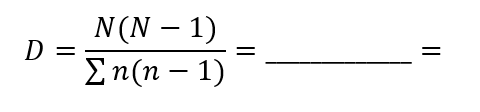 D = N(N − 1) / ∑ n(n − 1) = ____________ =